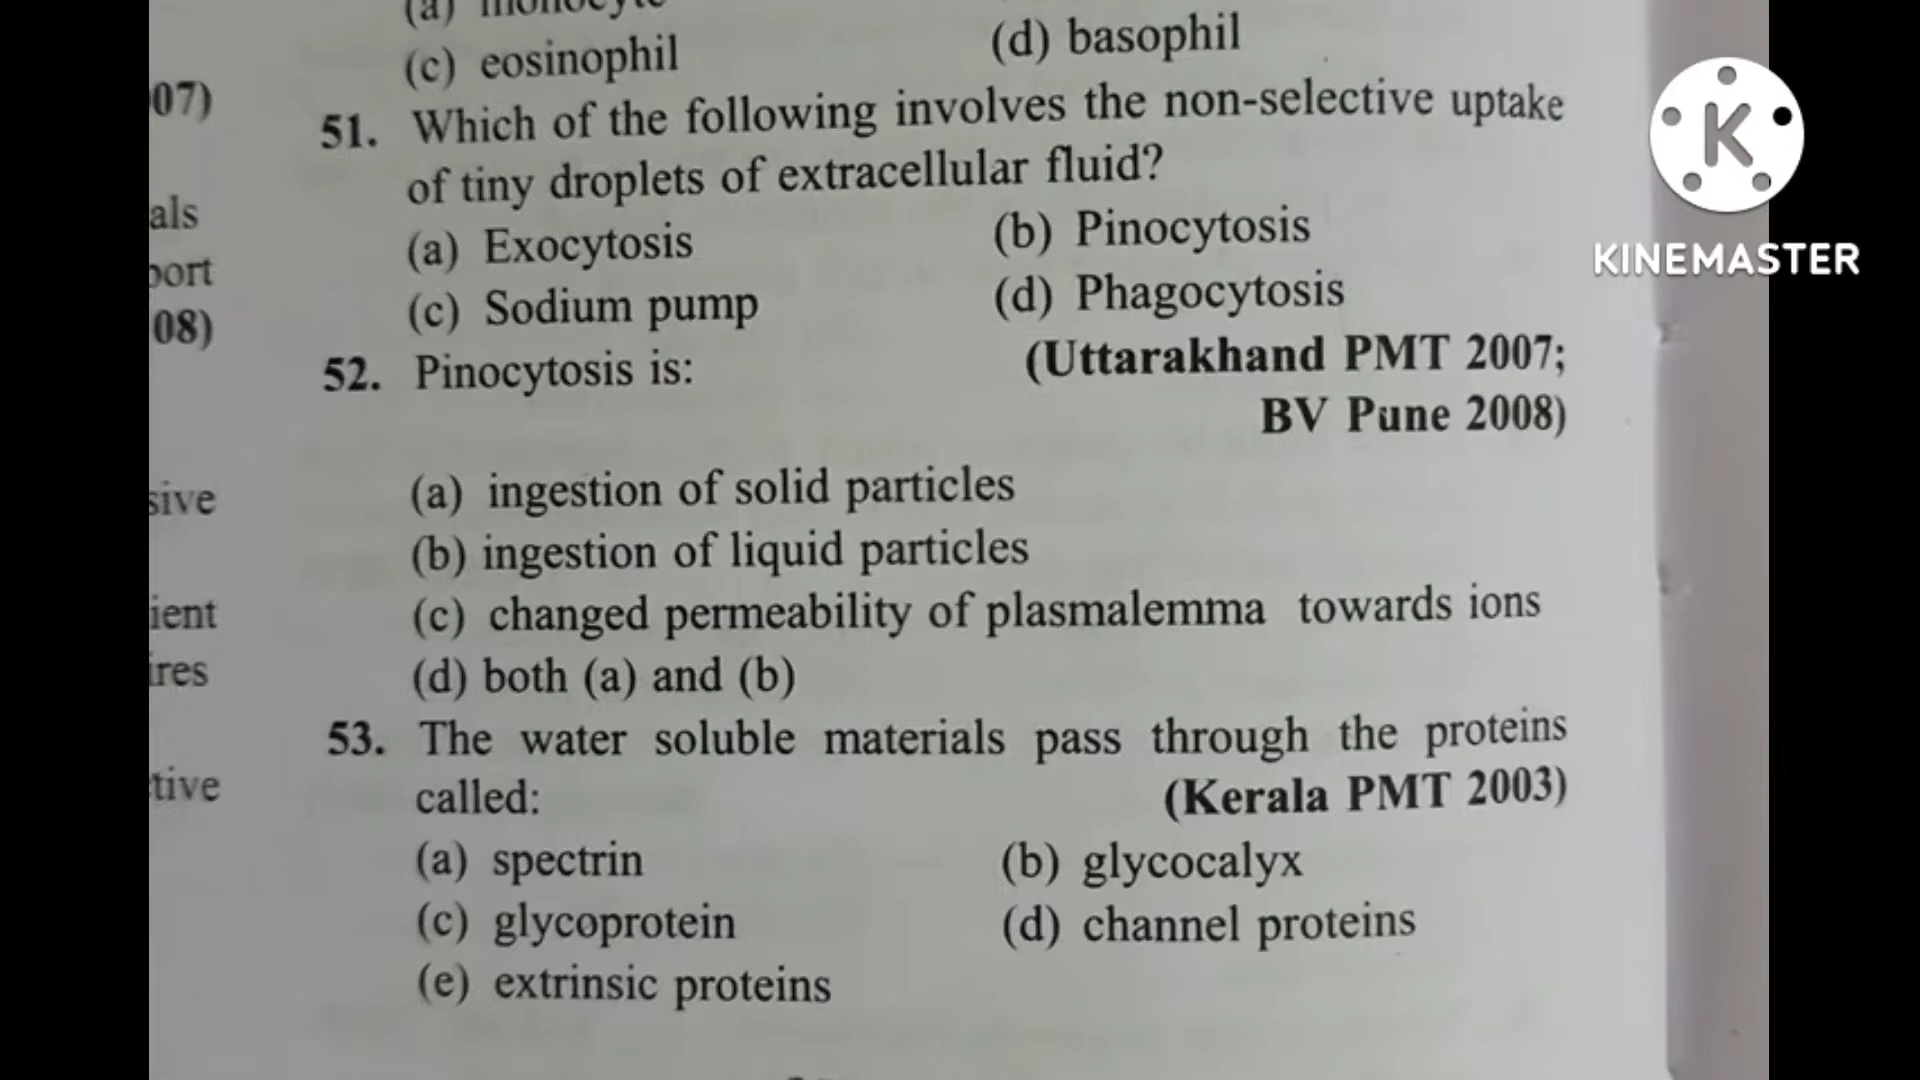 (a) monocyte
(c) eosinophil (d) basophil
07)
51. Which of the following involves the non-selective uptake
of tiny droplets of extracellular fluid?
als
(a) Exocytosis (b) Pinocytosis
port
(c) Sodium pump (d) Phagocytosis
08)
52. Pinocytosis is: (Uttarakhand PMT 2007;
BV Pune 2008)
sive
(a) ingestion of solid particles
(b) ingestion of liquid particles
ient
(c) changed permeability of plasmalemma towards ions
ires
(d) both (a) and (b)
53. The water soluble materials pass through the proteins
tive
called: (Kerala PMT 2003)
(a) spectrin (b) glycocalyx
(c) glycoprotein (d) channel proteins
(e) extrinsic proteins
K
KINEMASTER